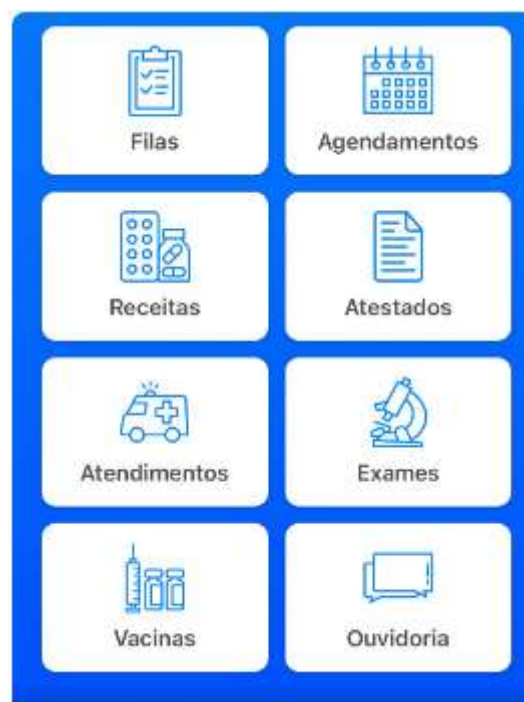 Filas
Agendamentos
Receitas
Atestados
Atendimentos
Exames
Vacinas
Ouvidoria